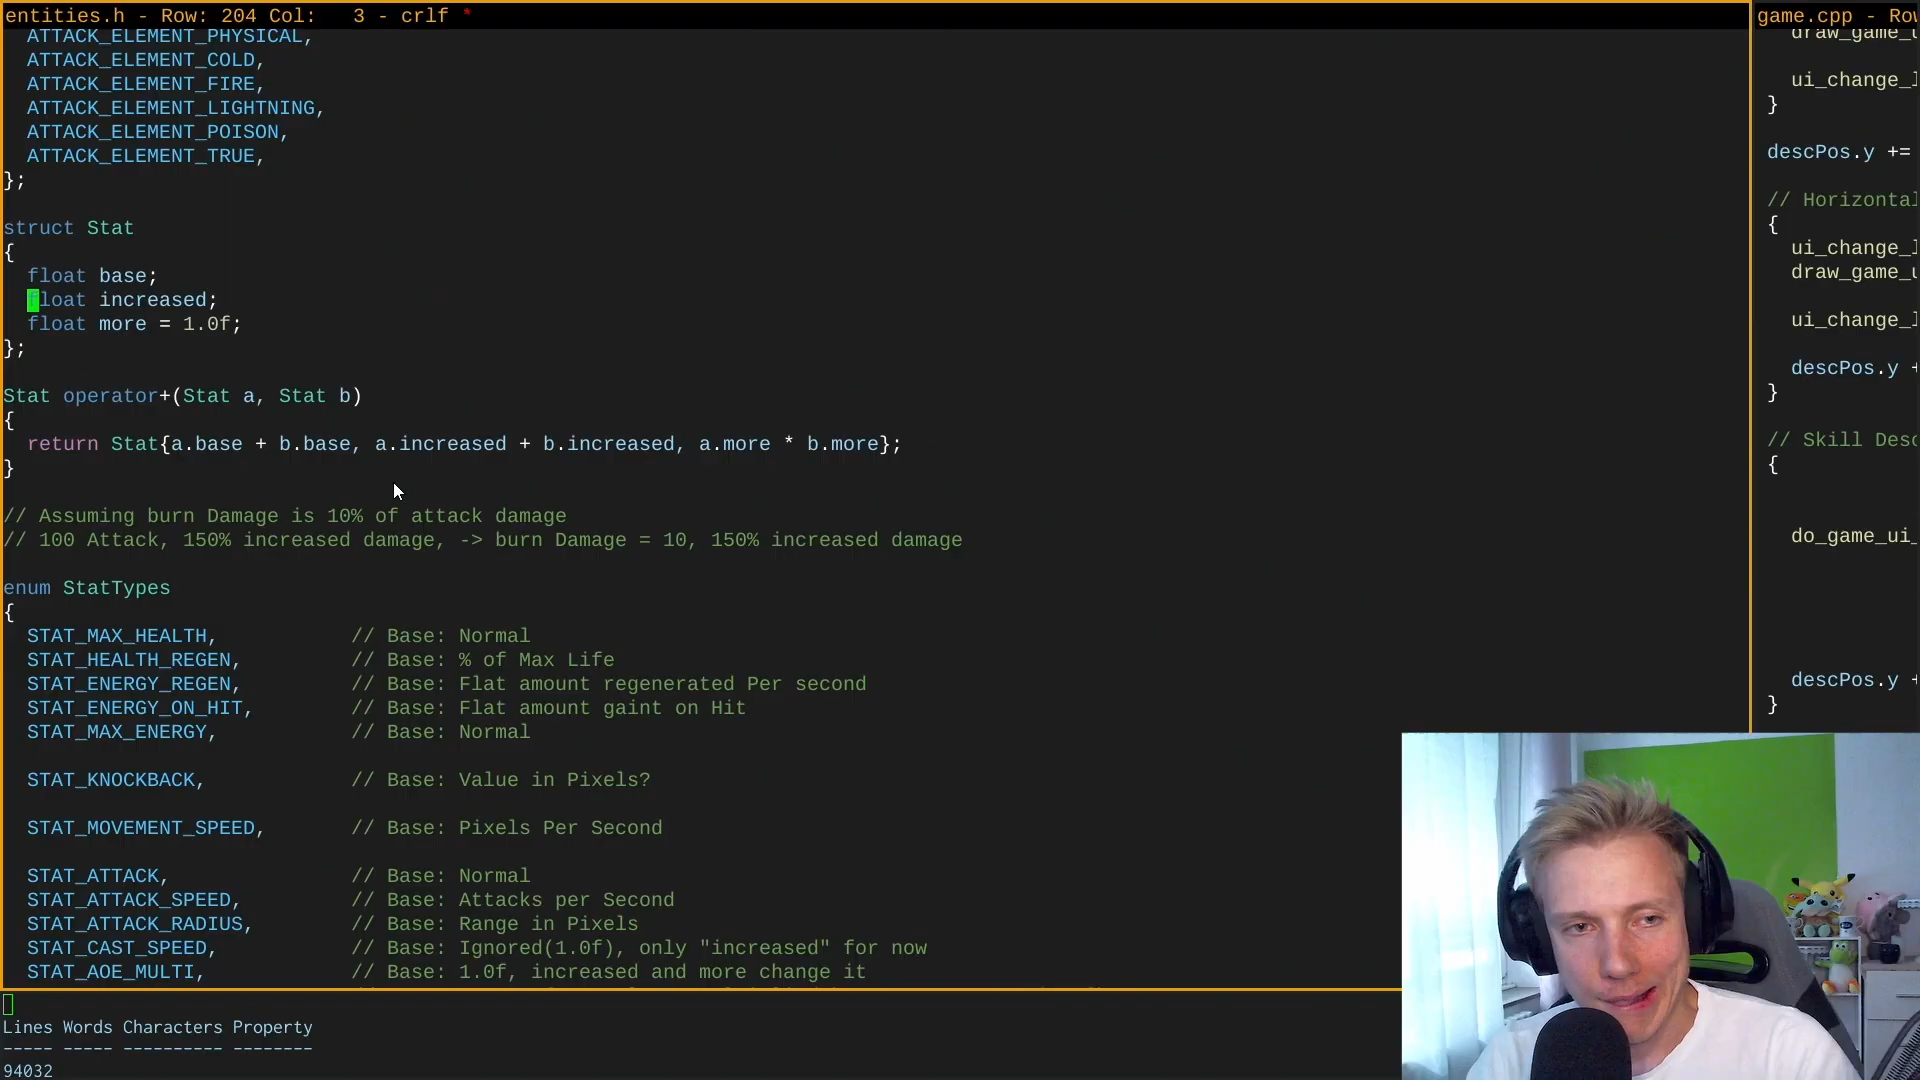 entities.h - Row: 204 Col:   3 - crlf *
ATTACK_ELEMENT_PHYSICAL,
ATTACK_ELEMENT_COLD,
ATTACK_ELEMENT_FIRE,
ATTACK_ELEMENT_LIGHTNING,
ATTACK_ELEMENT_POISON,
ATTACK_ELEMENT_TRUE,
};
struct Stat
{
float base;
float increased;
float more = 1.0f;
};
Stat operator+(Stat a, Stat b)
{
return Stat{a.base + b.base, a.increased + b.increased, a.more * b.more};
}
// Assuming burn Damage is 10% of attack damage
// 100 Attack, 150% increased damage, -> burn Damage = 10, 150% increased damage
enum StatTypes
{
STAT_MAX_HEALTH, // Base: Normal
STAT_HEALTH_REGEN, // Base: % of Max Life
STAT_ENERGY_REGEN, // Base: Flat amount regenerated Per second
STAT_ENERGY_ON_HIT, // Base: Flat amount gaint on Hit
STAT_MAX_ENERGY, // Base: Normal
STAT_KNOCKBACK, // Base: Value in Pixels?
STAT_MOVEMENT_SPEED, // Base: Pixels Per Second
STAT_ATTACK, // Base: Normal
STAT_ATTACK_SPEED, // Base: Attacks per Second
STAT_ATTACK_RADIUS, // Base: Range in Pixels
STAT_CAST_SPEED, // Base: Ignored(1.0f), only "increased" for now
STAT_AOE_MULTI, // Base: 1.0f, increased and more change it
Lines Words Characters Property
----- ----- ---------- --------
94032
game.cpp - Row
draw_game_u
ui_change_l
}
descPos.y +=
// Horizontal
{
ui_change_l
draw_game_u
ui_change_l
descPos.y +
}
// Skill Desc
{
do_game_ui_
descPos.y +
}